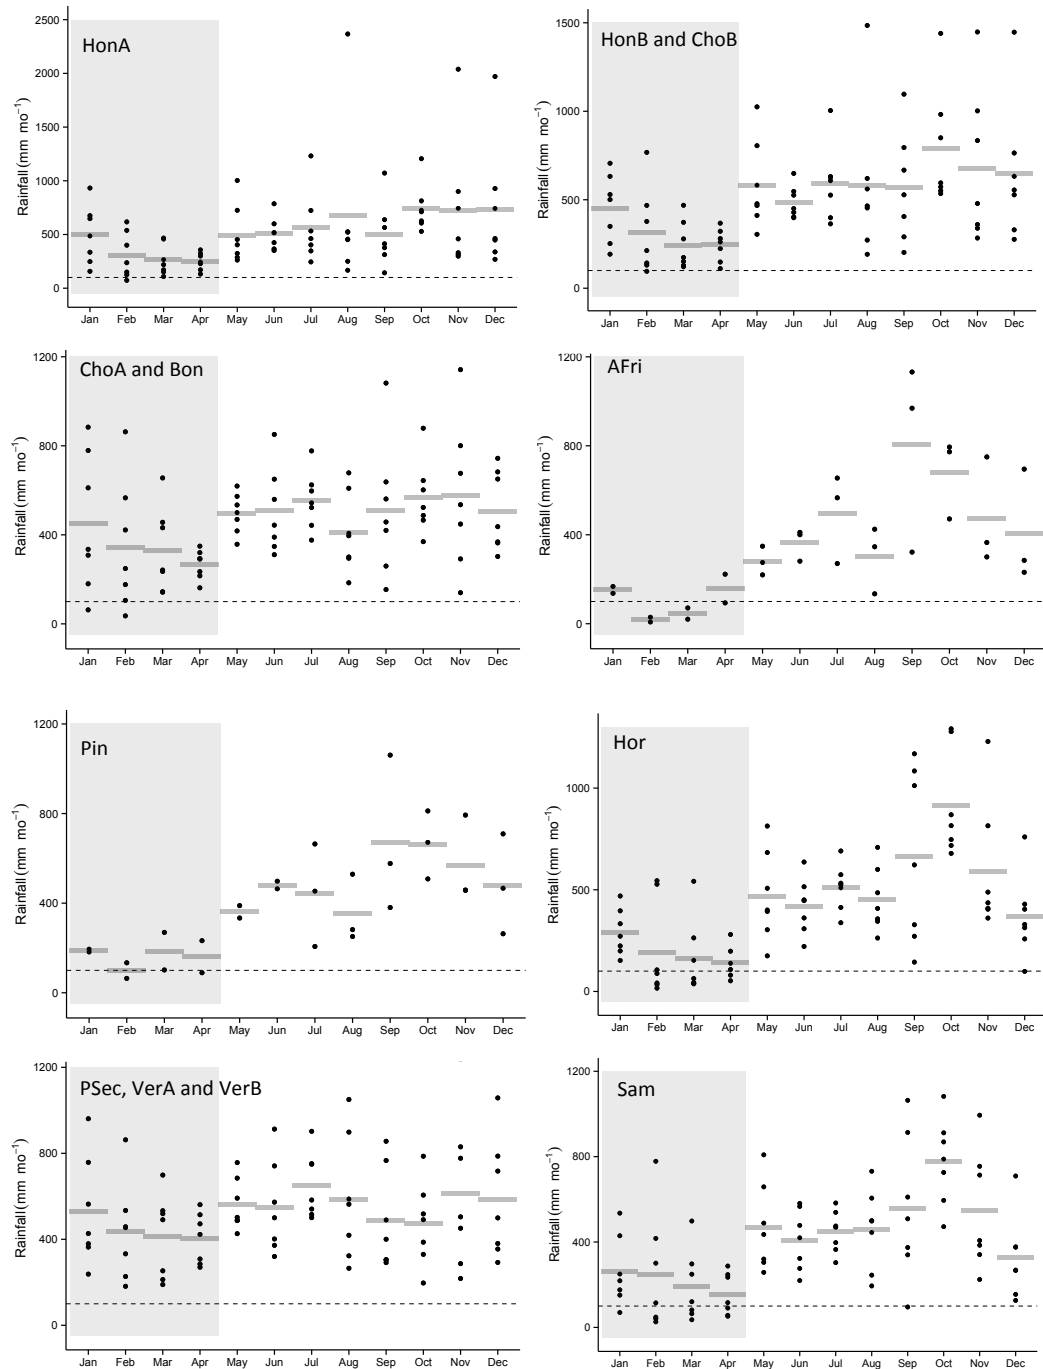 HonA
Rainfall (mm mo⁻¹)
2500
2000
1500
1000
500
0
Jan Feb Mar Apr May Jun Jul Aug Sep Oct Nov Dec
HonB and ChoB
Rainfall (mm mo⁻¹)
1500
1000
500
0
Jan Feb Mar Apr May Jun Jul Aug Sep Oct Nov Dec
ChoA and Bon
Rainfall (mm mo⁻¹)
1200
800
400
0
Jan Feb Mar Apr May Jun Jul Aug Sep Oct Nov Dec
AFri
Rainfall (mm mo⁻¹)
1200
800
400
0
Jan Feb Mar Apr May Jun Jul Aug Sep Oct Nov Dec
Pin
Rainfall (mm mo⁻¹)
1200
800
400
0
Jan Feb Mar Apr May Jun Jul Aug Sep Oct Nov Dec
Hor
Rainfall (mm mo⁻¹)
1000
500
0
Jan Feb Mar Apr May Jun Jul Aug Sep Oct Nov Dec
PSec, VerA and VerB
Rainfall (mm mo⁻¹)
1200
800
400
0
Jan Feb Mar Apr May Jun Jul Aug Sep Oct Nov Dec
Sam
Rainfall (mm mo⁻¹)
1200
800
400
0
Jan Feb Mar Apr May Jun Jul Aug Sep Oct Nov Dec